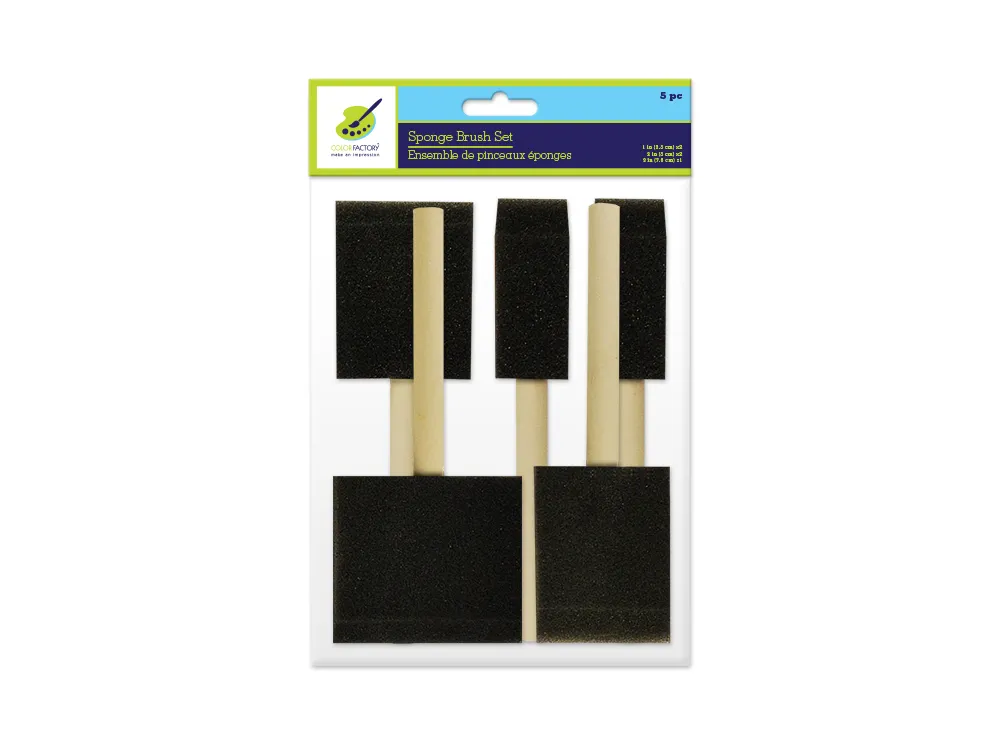 5 pc
COLOR FACTORY
make an impression
Sponge Brush Set
Ensemble de pinceaux éponges
1 in (2.5 cm) x2
2 in (5 cm) x2
3 in (7.6 cm) x1